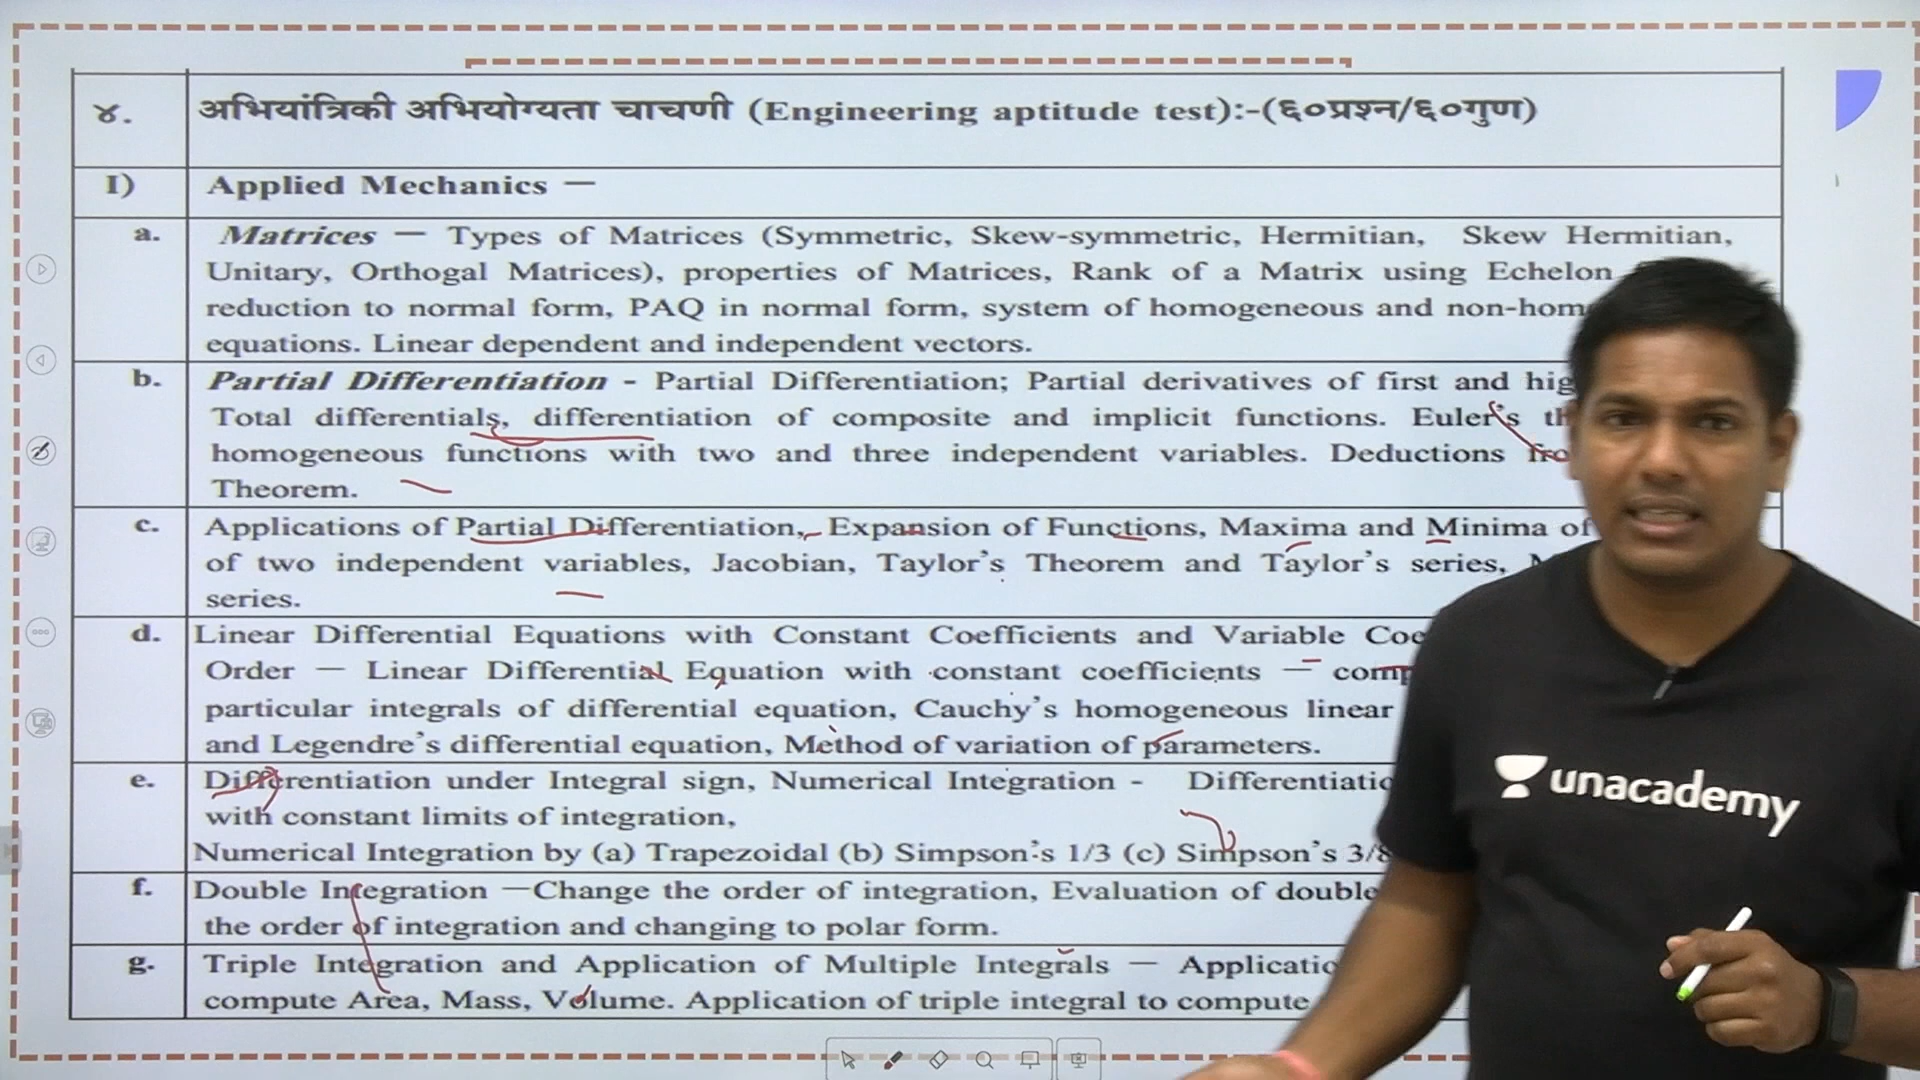 ४. अभियांत्रिकी अभियोग्यता चाचणी (Engineering aptitude test):-(६०प्रश्न/६०गुण)
I) Applied Mechanics —
a. Matrices — Types of Matrices (Symmetric, Skew-symmetric, Hermitian, Skew Hermitian,
Unitary, Orthogal Matrices), properties of Matrices, Rank of a Matrix using Echelon
reduction to normal form, PAQ in normal form, system of homogeneous and
equations. Linear dependent and independent vectors.
b. Partial Differentiation - Partial Differentiation; Partial derivatives of first and
Total differentials, differentiation of composite and implicit functions. Euler's
homogeneous functions with two and three independent variables. Deductions
Theorem.
c. Applications of Partial Differentiation, Expansion of Functions, Maxima and Minima of
of two independent variables, Jacobian, Taylor's Theorem and Taylor's series,
series.
d. Linear Differential Equations with Constant Coefficients and Variable
Order — Linear Differential Equation with constant coefficients —
particular integrals of differential equation, Cauchy's homogeneous linear
and Legendre's differential equation, Method of variation of parameters.
e. Differentiation under Integral sign, Numerical Integration -
with constant limits of integration,
Numerical Integration by (a) Trapezoidal (b) Simpson's 1/3 (c) Simpson's 3/8
f. Double Integration —Change the order of integration, Evaluation of double
the order of integration and changing to polar form.
g. Triple Integration and Application of Multiple Integrals —
compute Area, Mass, Volume. Application of triple integral to compute
unacademy